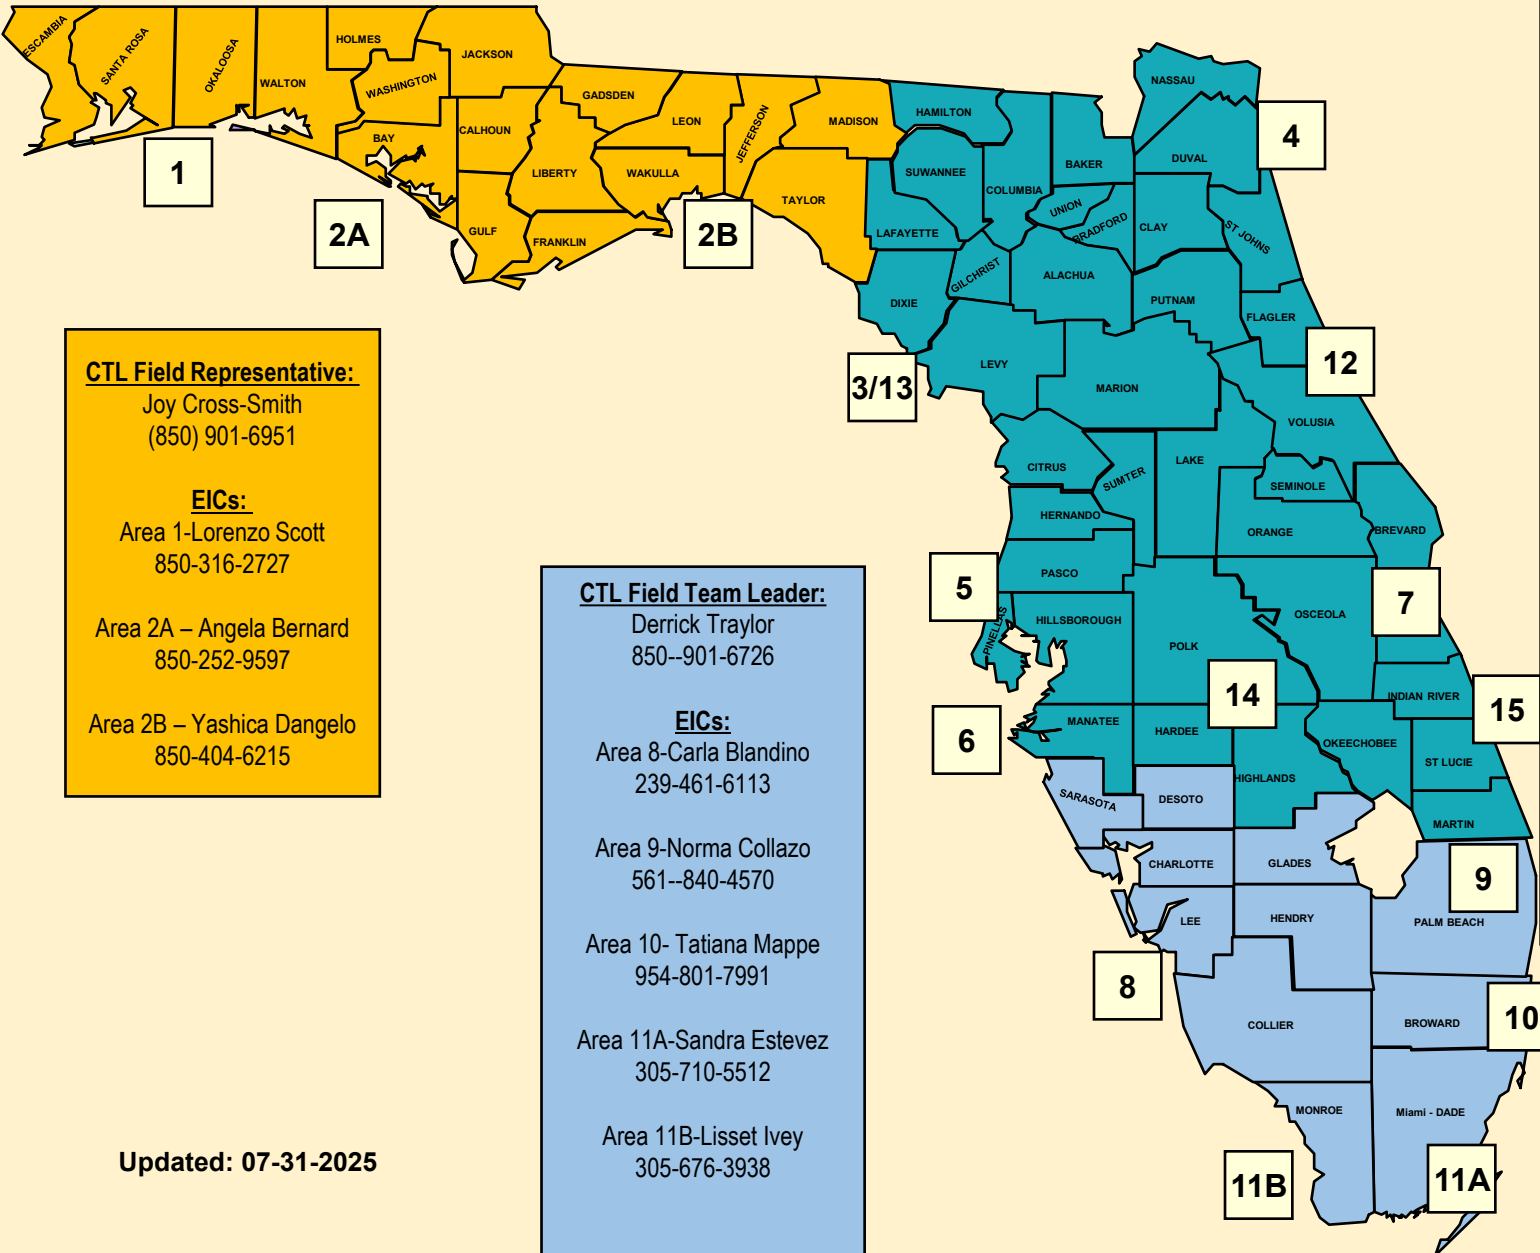 ESCAMBIA
SANTA ROSA
OKALOOSA
WALTON
HOLMES
WASHINGTON
JACKSON
BAY
CALHOUN
GULF
LIBERTY
GADSDEN
FRANKLIN
LEON
WAKULLA
JEFFERSON
MADISON
TAYLOR
HAMILTON
SUWANNEE
LAFAYETTE
COLUMBIA
BAKER
NASSAU
DUVAL
UNION
BRADFORD
CLAY
ST JOHNS
DIXIE
GILCHRIST
ALACHUA
PUTNAM
FLAGLER
LEVY
MARION
VOLUSIA
CITRUS
SUMTER
LAKE
SEMINOLE
HERNANDO
ORANGE
BREVARD
PASCO
PINELLAS
HILLSBOROUGH
POLK
OSCEOLA
INDIAN RIVER
MANATEE
HARDEE
HIGHLANDS
OKEECHOBEE
ST LUCIE
SARASOTA
DESOTO
MARTIN
CHARLOTTE
GLADES
LEE
HENDRY
PALM BEACH
COLLIER
BROWARD
MONROE
Miami - DADE
1
2A
2B
4
3/13
12
5
7
6
14
15
9
8
10
11B
11A
CTL Field Representative:
Joy Cross-Smith
(850) 901-6951
EICs:
Area 1-Lorenzo Scott
850-316-2727
Area 2A – Angela Bernard
850-252-9597
Area 2B – Yashica Dangelo
850-404-6215
CTL Field Team Leader:
Derrick Traylor
850--901-6726
EICs:
Area 8-Carla Blandino
239-461-6113
Area 9-Norma Collazo
561--840-4570
Area 10- Tatiana Mappe
954-801-7991
Area 11A-Sandra Estevez
305-710-5512
Area 11B-Lisset Ivey
305-676-3938
Updated: 07-31-2025